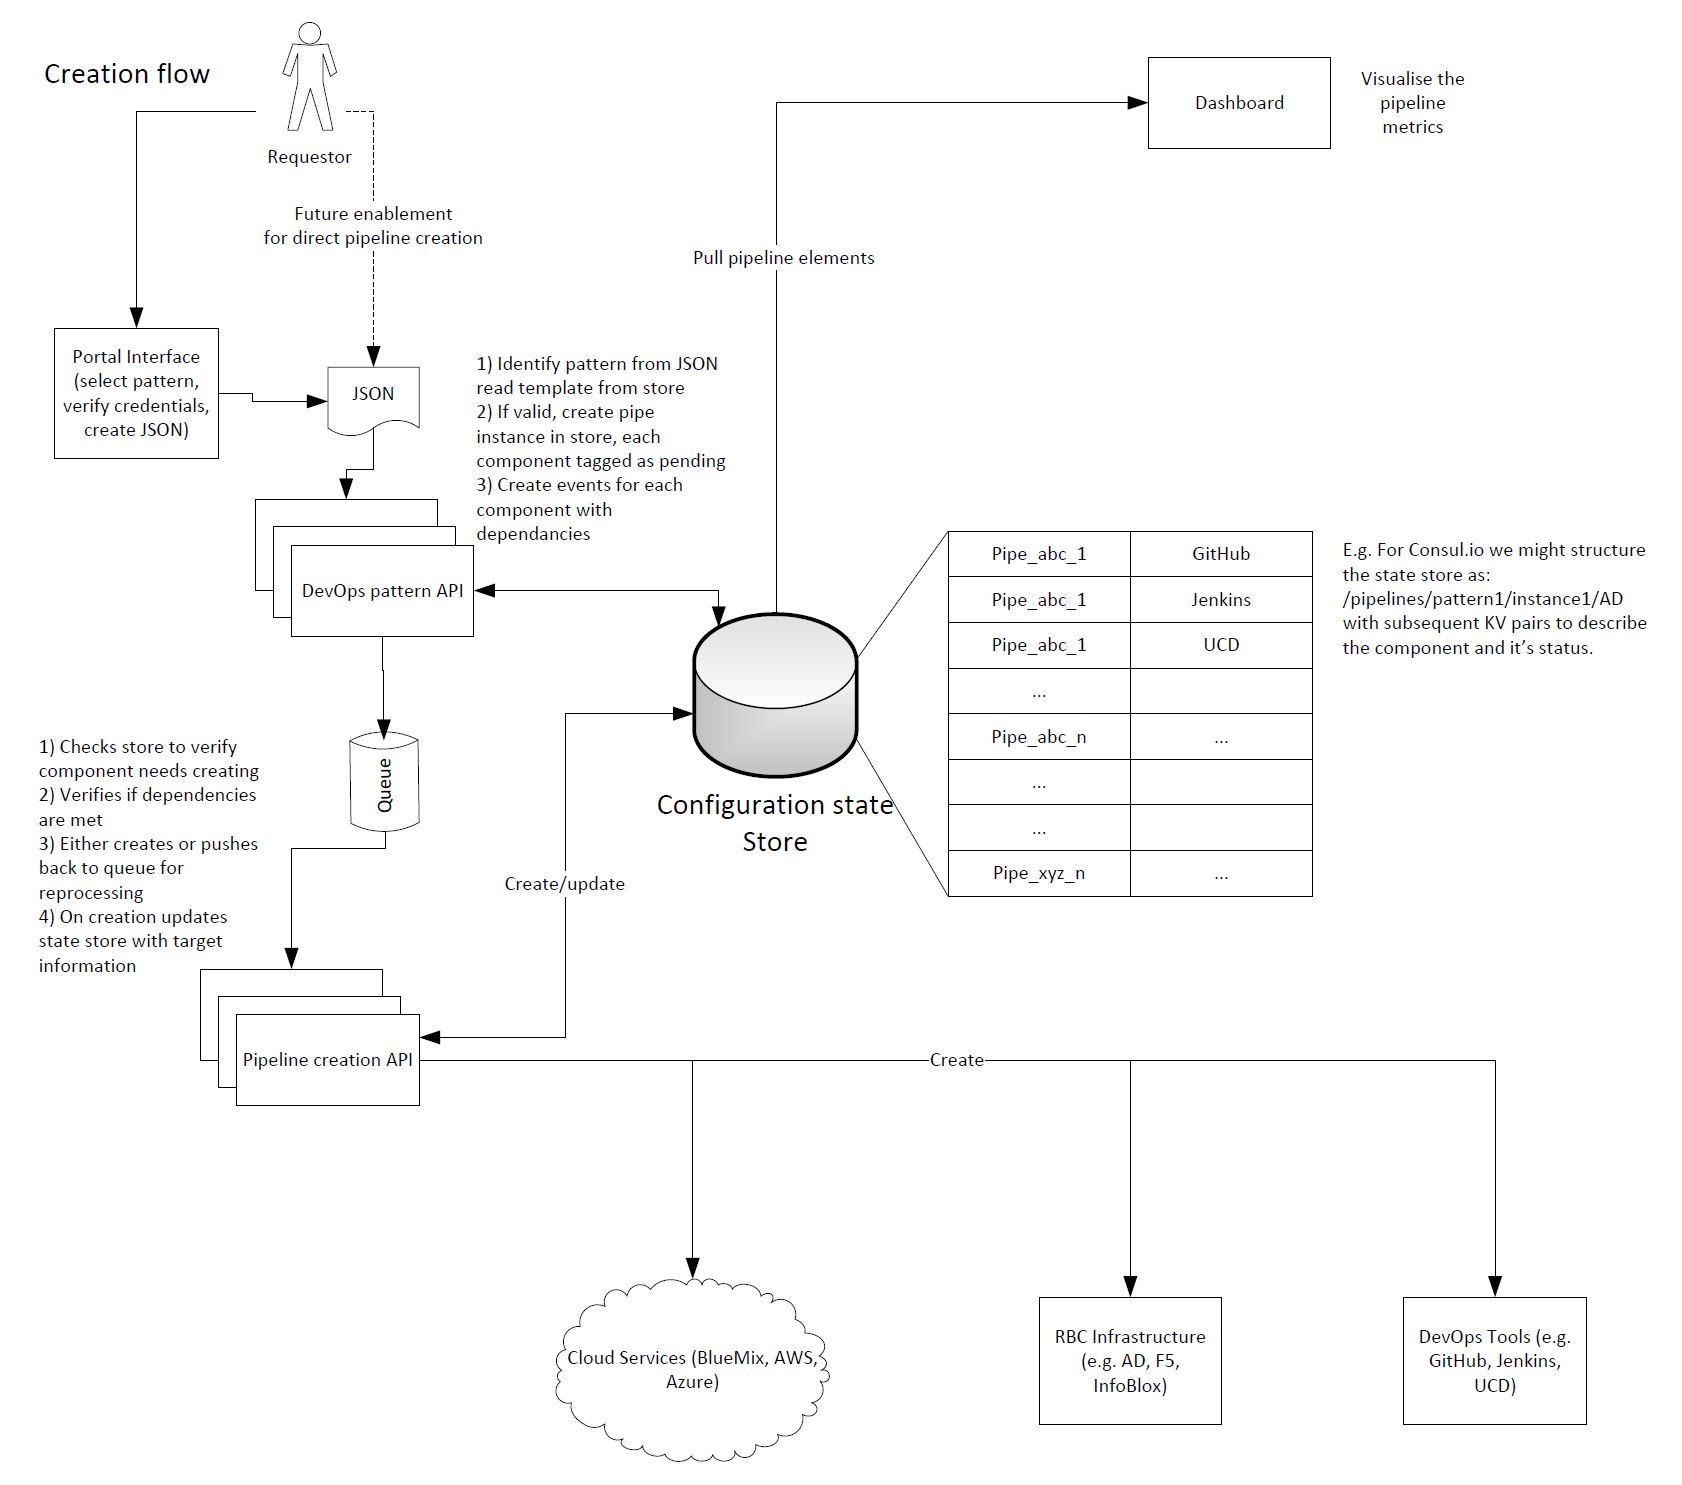 Creation flow
Requestor
Future enablement
for direct pipeline creation
Dashboard
Visualise the
pipeline
metrics
Pull pipeline elements
Portal Interface
(select pattern,
verify credentials,
create JSON)
JSON
1) Identify pattern from JSON
read template from store
2) If valid, create pipe
instance in store, each
component tagged as pending
3) Create events for each
component with
dependancies
DevOps pattern API
Configuration state
Store
Pipe_abc_1
GitHub
Pipe_abc_1
Jenkins
Pipe_abc_1
UCD
...
Pipe_abc_n
...
...
...
Pipe_xyz_n
...
E.g. For Consul.io we might structure
the state store as:
/pipelines/pattern1/instance1/AD
with subsequent KV pairs to describe
the component and it’s status.
Queue
1) Checks store to verify
component needs creating
2) Verifies if dependencies
are met
3) Either creates or pushes
back to queue for
reprocessing
4) On creation updates
state store with target
information
Create/update
Pipeline creation API
Create
Cloud Services (BlueMix, AWS,
Azure)
RBC Infrastructure
(e.g. AD, F5,
InfoBlox)
DevOps Tools (e.g.
GitHub, Jenkins,
UCD)